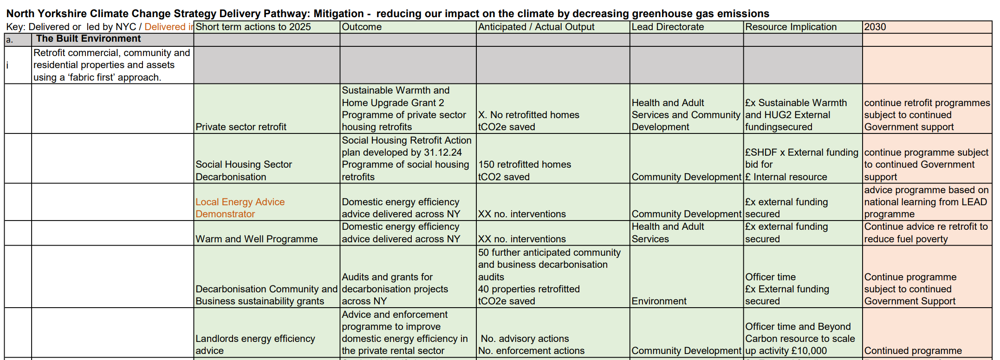 North Yorkshire Climate Change Strategy Delivery Pathway: Mitigation - reducing our impact on the climate by decreasing greenhouse gas emissions
Key: Delivered or led by NYC / Delivered
Short term actions to 2025
Outcome
Anticipated / Actual Output
Lead Directorate
Resource Implication
2030
a.
The Built Environment
i
Retrofit commercial, community and
residential properties and assets
using a ‘fabric first’ approach.
Private sector retrofit
Sustainable Warmth and
Home Upgrade Grant 2
Programme of private sector
housing retrofits
X. No retrofitted homes
tCO2e saved
Health and Adult
Services and Community
Development
£x Sustainable Warmth
and HUG2 External
fundingsecured
continue retrofit programmes
subject to continued
Government support
Social Housing Sector
Decarbonisation
Social Housing Retrofit Action
plan developed by 31.12.24
Programme of social housing
retrofits
150 retrofitted homes
tCO2 saved
Community Development
£SHDF x External funding
bid for
£ Internal resource
continue programme subject
to continued Government
support
Local Energy Advice
Demonstrator
Domestic energy efficiency
advice delivered across NY
XX no. interventions
Community Development
£x external funding
secured
advice programme based on
national learning from LEAD
programme
Warm and Well Programme
Domestic energy efficiency
advice delivered across NY
XX no. interventions
Health and Adult
Services
£x external funding
secured
Continue advice re retrofit to
reduce fuel poverty
Decarbonisation Community and
Business sustainability grants
Audits and grants for
decarbonisation projects
across NY
50 further anticipated community
and business decarbonisation
audits
40 properties retrofitted
tCO2e saved
Environment
Officer time
£x External funding
secured
Continue programme
subject to continued
Government Support
Landlords energy efficiency
advice
Advice and enforcement
programme to improve
domestic energy efficiency in
the private rental sector
No. advisory actions
No. enforcement actions
Community Development
Officer time and Beyond
Carbon resource to scale
up activity £10,000
Continued programme